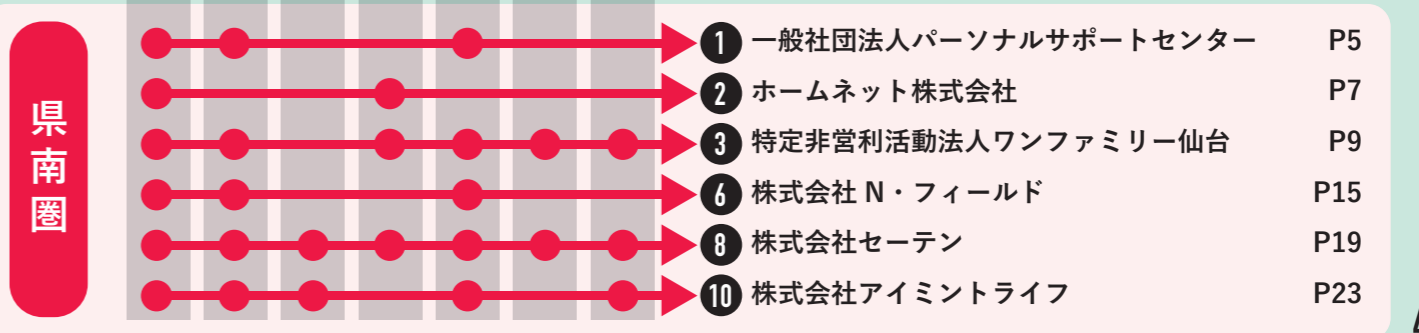 県南圏
1 一般社団法人パーソナルサポートセンター P5
2 ホームネット株式会社 P7
3 特定非営利活動法人ワンファミリー仙台 P9
6 株式会社 N・フィールド P15
8 株式会社セーテン P19
10 株式会社アイミントライフ P23